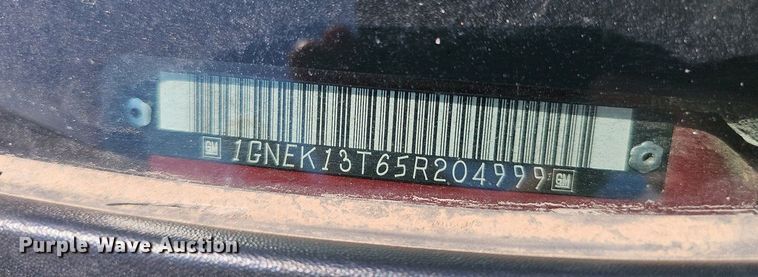 GM 1GNEK13T65R204999 GM
Purple Wave Auction